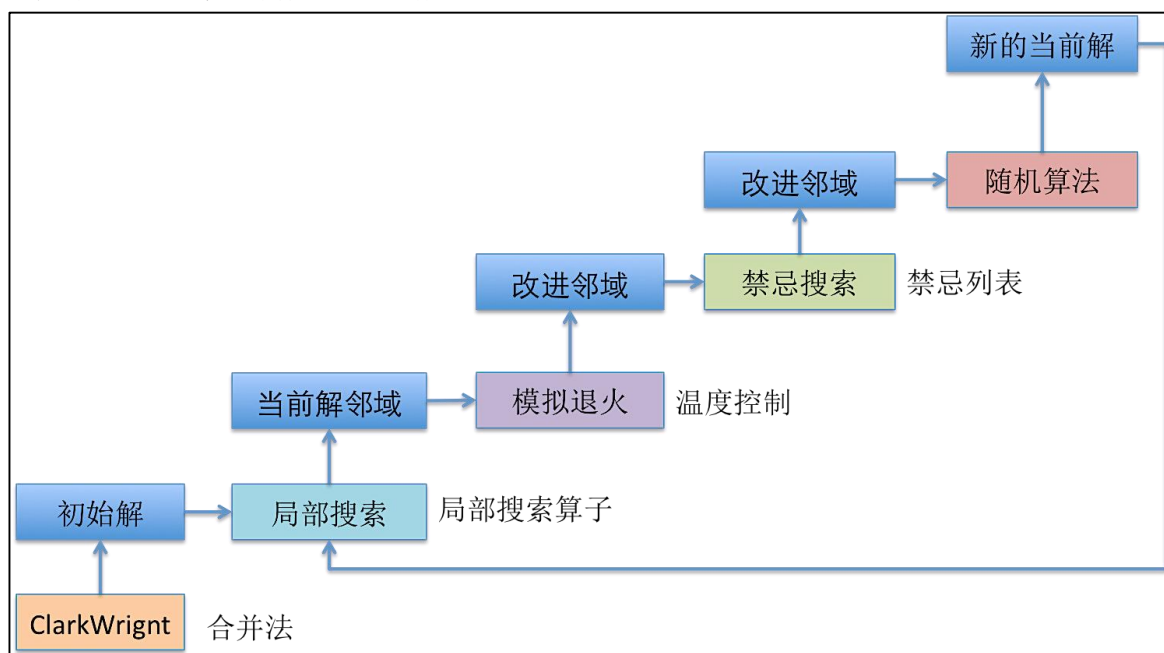 新的当前解
改进邻域
随机算法
改进邻域
禁忌搜索 禁忌列表
当前解邻域
模拟退火 温度控制
初始解
局部搜索 局部搜索算子
ClarkWrignt 合并法